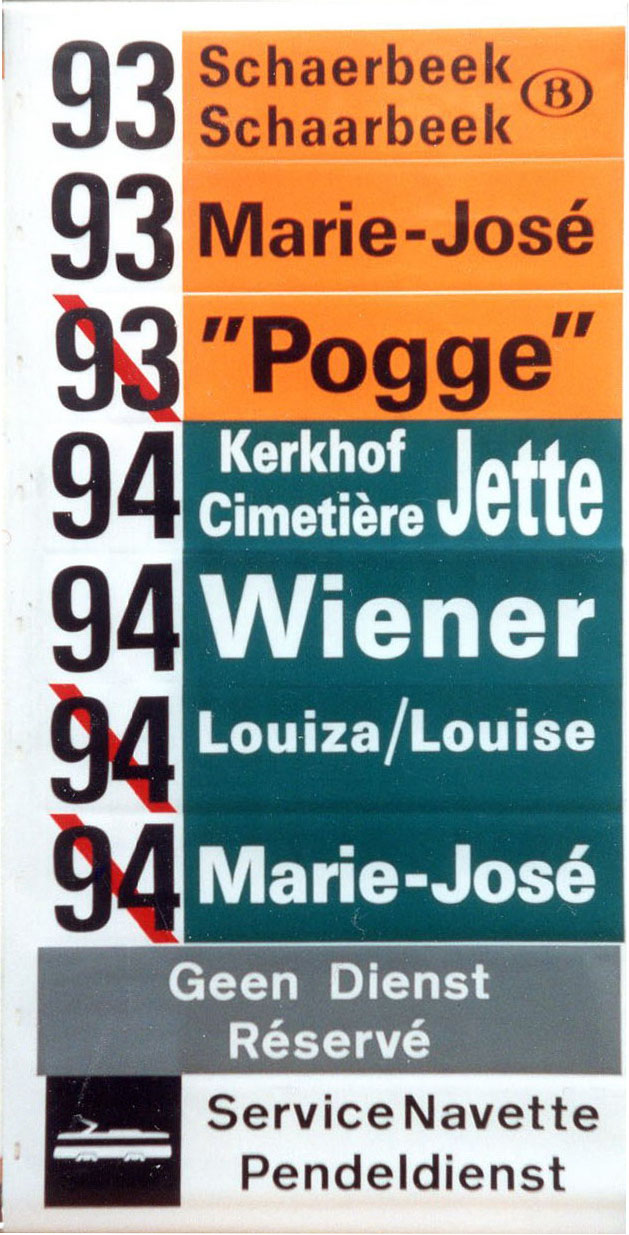 93 Schaerbeek B
Schaarbeek
93 Marie-José
93 "Pogge"
94 Kerkhof Jette
Cimetière
94 Wiener
94 Louiza/Louise
94 Marie-José
Geen Dienst
Réservé
Service Navette
Pendeldienst